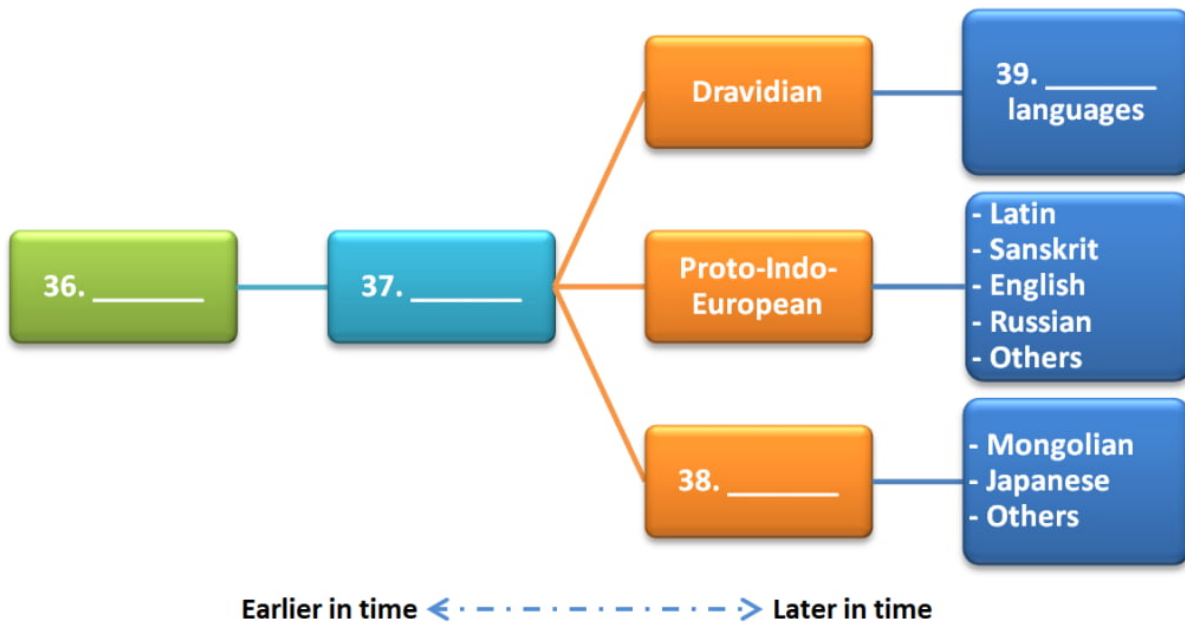 Dravidian
39. _______
languages
36. _______
37. _______
Proto-Indo-
European
- Latin
- Sanskrit
- English
- Russian
- Others
38. _______
- Mongolian
- Japanese
- Others
Earlier in time
Later in time